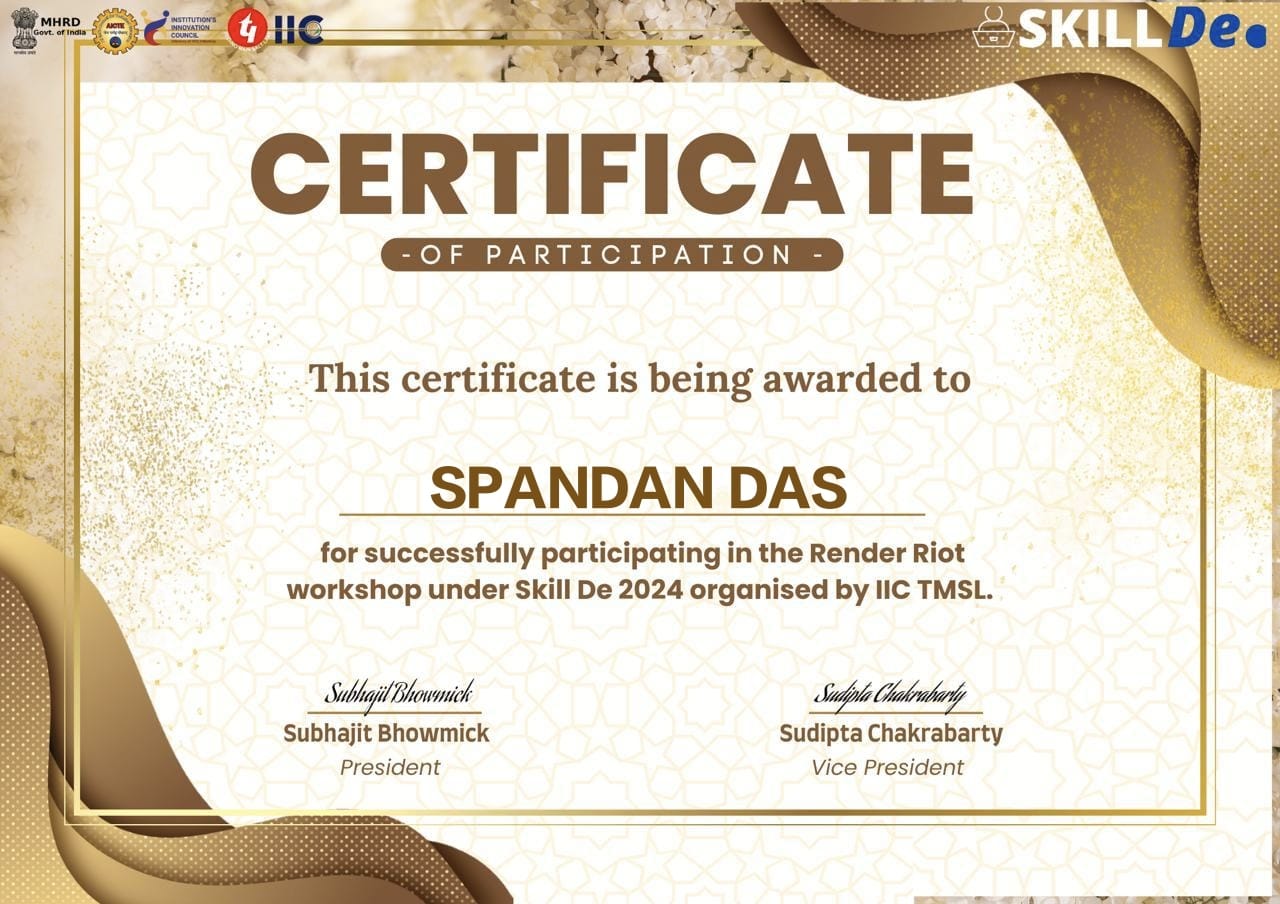 MHRD
Govt. of India
AICTE
INSTITUTION'S
INNOVATION
COUNCIL
IIC
SKILL De.
CERTIFICATE
- OF PARTICIPATION -
This certificate is being awarded to
SPANDAN DAS
for successfully participating in the Render Riot
workshop under Skill De 2024 organised by IIC TMSL.
Subhajit Bhowmick
Sudipta Chakrabarty
Subhajit Bhowmick
Sudipta Chakrabarty
President
Vice President